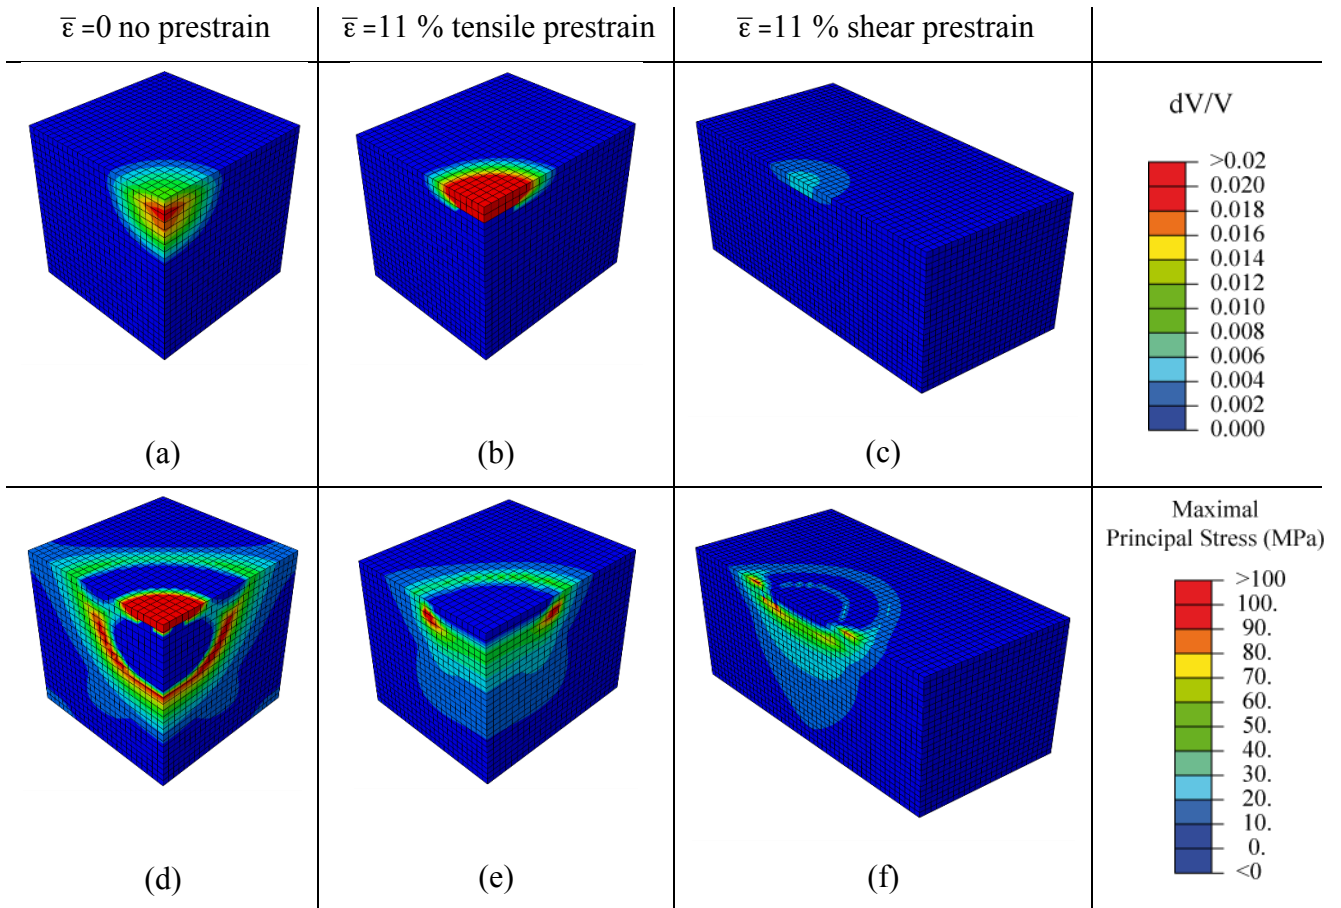 ε̅ =0 no prestrain
ε̅ =11 % tensile prestrain
ε̅ =11 % shear prestrain
dV/V
>0.02
0.020
0.018
0.016
0.014
0.012
0.010
0.008
0.006
0.004
0.002
0.000
(a)
(b)
(c)
Maximal
Principal Stress (MPa)
>100
100.
90.
80.
70.
60.
50.
40.
30.
20.
10.
0.
<0
(d)
(e)
(f)